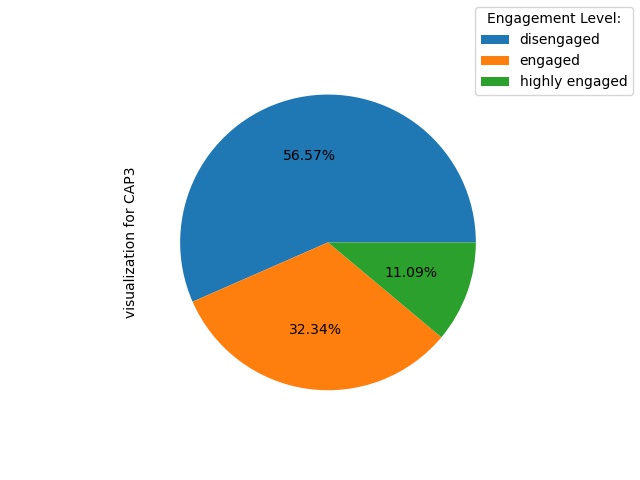 Engagement Level:
disengaged
engaged
highly engaged
56.57%
11.09%
32.34%
visualization for CAP3